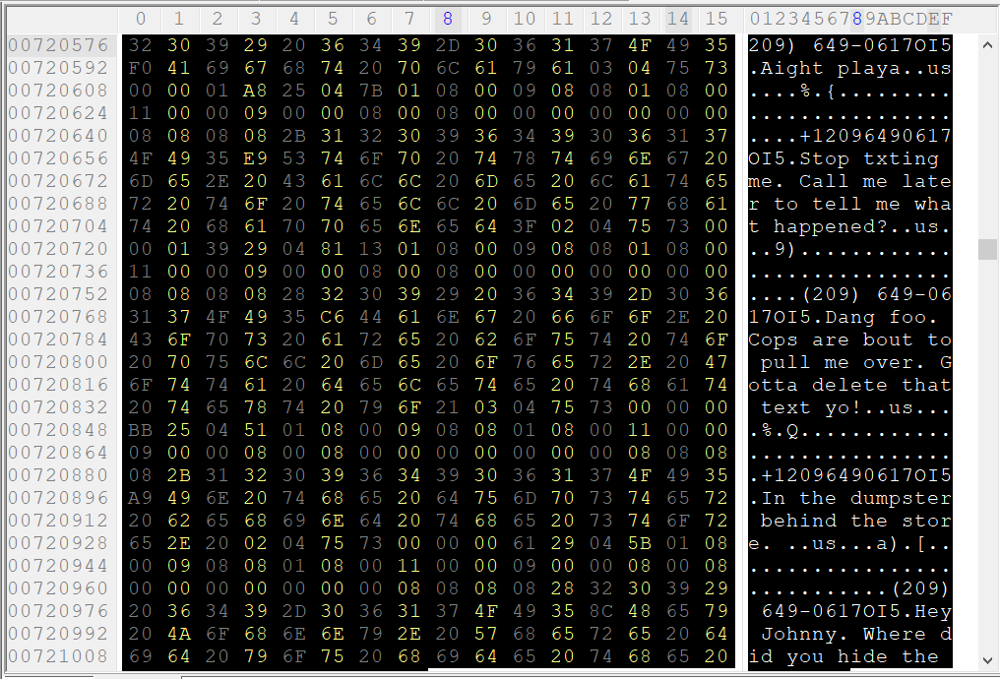 0 1 2 3 4 5 6 7 8 9 10 11 12 13 14 15 0123456789ABCDEF
00720576 32 30 39 29 20 36 34 39 2D 30 36 31 37 4F 49 35 209) 649-0617OI5
00720592 F0 41 69 67 68 74 20 70 6C 61 79 61 03 04 75 73 .Aight playa..us
00720608 00 00 01 A8 25 04 7B 01 08 00 09 08 08 01 08 00 ....%.{.........
00720624 11 00 00 09 00 00 08 00 08 00 00 00 00 00 00 00 ................
00720640 08 08 08 08 2B 31 32 30 39 36 34 39 30 36 31 37 ....+12096490617
00720656 4F 49 35 E9 53 74 6F 70 20 74 78 74 69 6E 67 20 OI5.Stop txting
00720672 6D 65 2E 20 43 61 6C 6C 20 6D 65 20 6C 61 74 65 me. Call me late
00720688 72 20 74 6F 20 74 65 6C 6C 20 6D 65 20 77 68 61 r to tell me wha
00720704 74 20 68 61 70 70 65 6E 65 64 3F 02 04 75 73 00 t happened?..us.
00720720 00 01 39 29 04 81 13 01 08 00 09 08 08 01 08 00 ..9)............
00720736 11 00 00 09 00 00 08 00 08 00 00 00 00 00 00 00 ................
00720752 08 08 08 08 28 32 30 39 29 20 36 34 39 2D 30 36 ....(209) 649-06
00720768 31 37 4F 49 35 C6 44 61 6E 67 20 66 6F 6F 2E 20 17OI5.Dang foo.
00720784 43 6F 70 73 20 61 72 65 20 62 6F 75 74 20 74 6F Cops are bout to
00720800 20 70 75 6C 6C 20 6D 65 20 6F 76 65 72 2E 20 47 pull me over. G
00720816 6F 74 74 61 20 64 65 6C 65 74 65 20 74 68 61 74 otta delete that
00720832 20 74 65 78 74 20 79 6F 21 03 04 75 73 00 00 00 text yo!..us...
00720848 BB 25 04 51 01 08 00 09 08 08 01 08 00 11 00 00 .%.Q............
00720864 09 00 00 08 00 08 00 00 00 00 00 00 00 08 08 08 ................
00720880 08 2B 31 32 30 39 36 34 39 30 36 31 37 4F 49 35 .+12096490617OI5
00720896 A9 49 6E 20 74 68 65 20 64 75 6D 70 73 74 65 72 .In the dumpster
00720912 20 62 65 68 69 6E 64 20 74 68 65 20 73 74 6F 72 behind the stor
00720928 65 2E 20 02 04 75 73 00 00 00 61 29 04 5B 01 08 e. ..us...a).[..
00720944 00 09 08 08 01 08 00 11 00 00 09 00 00 08 00 08 ................
00720960 00 00 00 00 00 00 00 08 08 08 08 28 32 30 39 29 ...........(209)
00720976 20 36 34 39 2D 30 36 31 37 4F 49 35 8C 48 65 79 649-0617OI5.Hey
00720992 20 4A 6F 68 6E 6E 79 2E 20 57 68 65 72 65 20 64 Johnny. Where d
00721008 69 64 20 79 6F 75 20 68 69 64 65 20 74 68 65 20 id you hide the